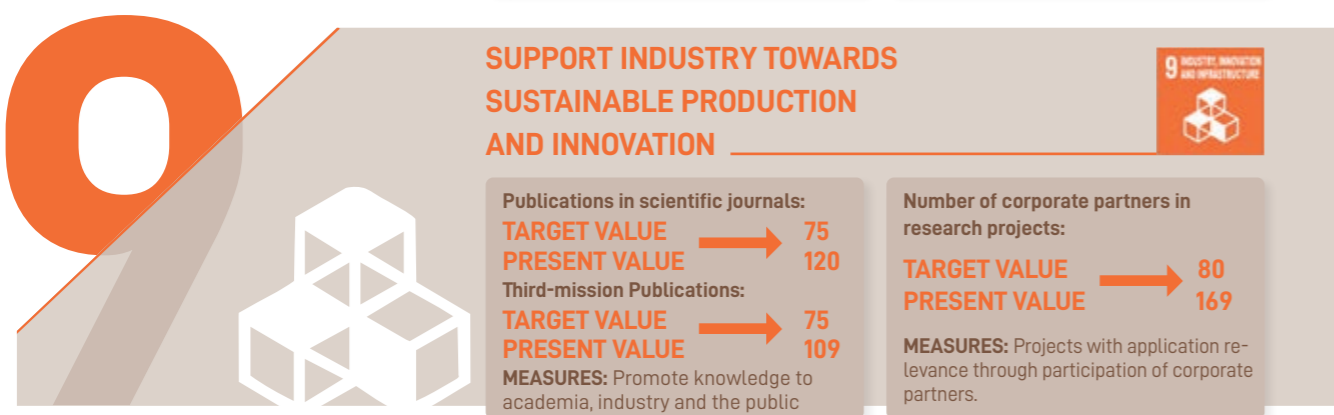 9
SUPPORT INDUSTRY TOWARDS
SUSTAINABLE PRODUCTION
AND INNOVATION
9 INDUSTRY, INNOVATION
AND INFRASTRUCTURE
Publications in scientific journals:
TARGET VALUE 75
PRESENT VALUE 120
Third-mission Publications:
TARGET VALUE 75
PRESENT VALUE 109
MEASURES: Promote knowledge to
academia, industry and the public
Number of corporate partners in
research projects:
TARGET VALUE 80
PRESENT VALUE 169
MEASURES: Projects with application re-
levance through participation of corporate
partners.